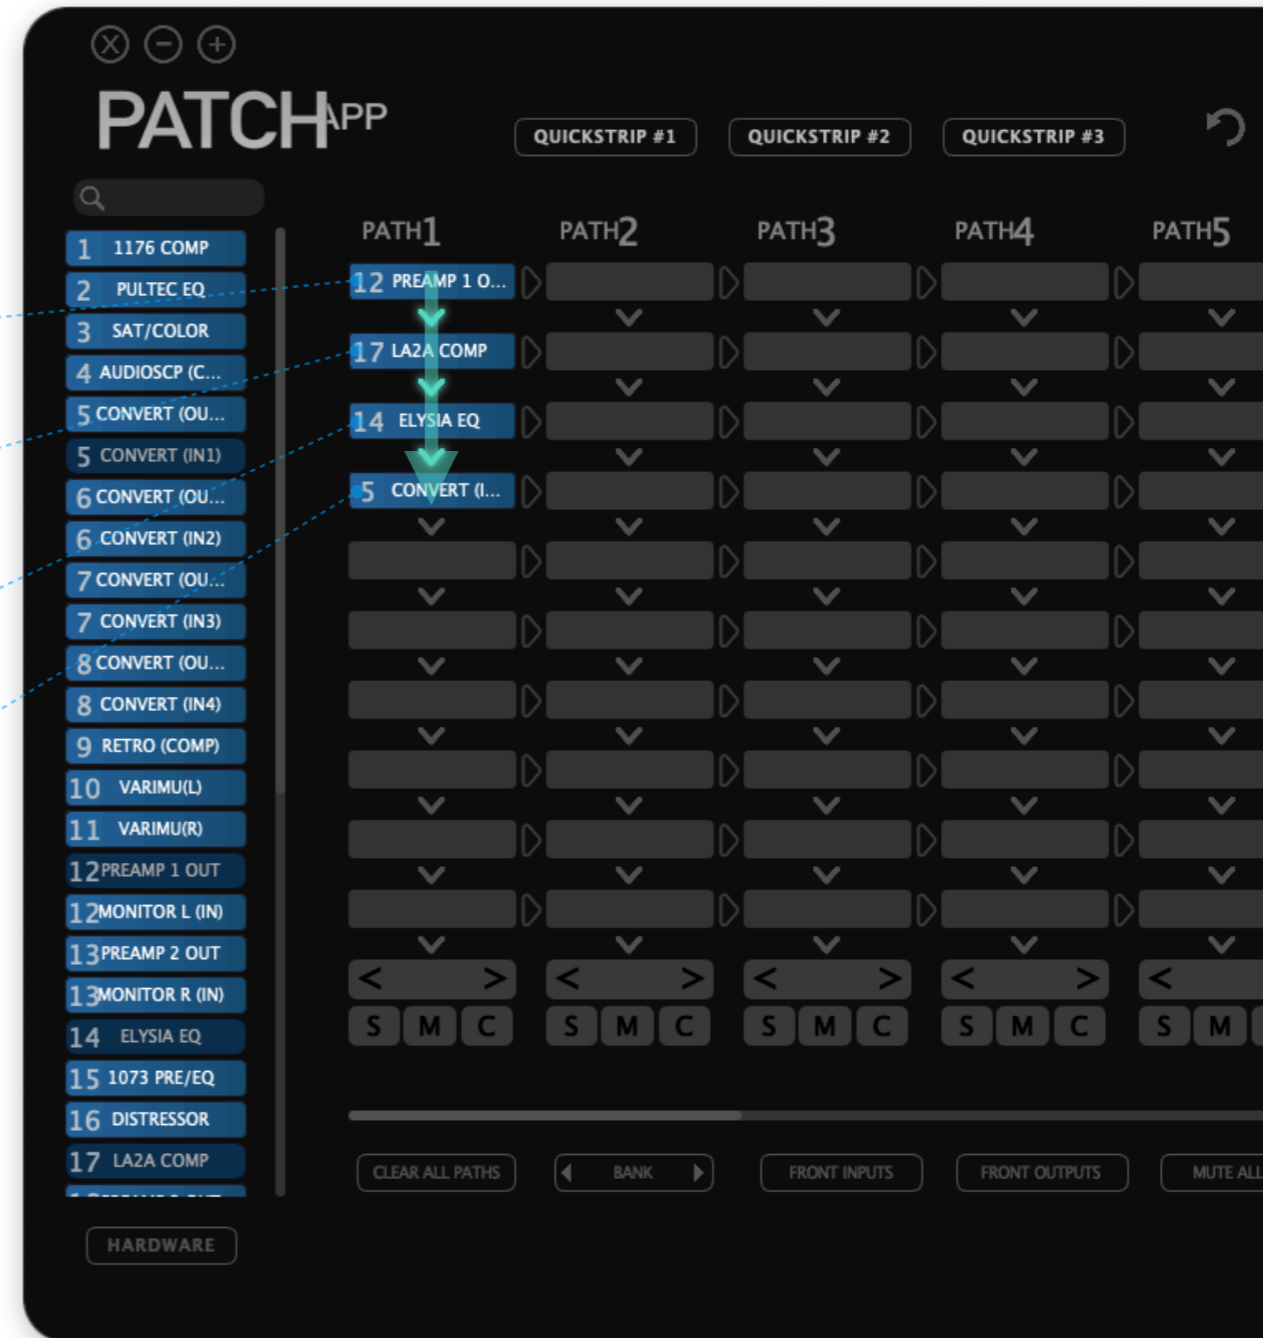 PATCHAPP
QUICKSTRIP #1 QUICKSTRIP #2 QUICKSTRIP #3
PATH1 PATH2 PATH3 PATH4 PATH5
1 1176 COMP
2 PULTEC EQ
3 SAT/COLOR
4 AUDIOSCP (C...
5 CONVERT (OU...
5 CONVERT (IN1)
6 CONVERT (OU...
6 CONVERT (IN2)
7 CONVERT (OU...
7 CONVERT (IN3)
8 CONVERT (OU...
8 CONVERT (IN4)
9 RETRO (COMP)
10 VARIMU(L)
11 VARIMU(R)
12 PREAMP 1 OUT
12 MONITOR L (IN)
13 PREAMP 2 OUT
13 MONITOR R (IN)
14 ELYSIA EQ
15 1073 PRE/EQ
16 DISTRESSOR
17 LA2A COMP
HARDWARE
12 PREAMP 1 O...
17 LA2A COMP
14 ELYSIA EQ
5 CONVERT (I...
< > < > < > < > <
S M C S M C S M C S M C S M
CLEAR ALL PATHS BANK FRONT INPUTS FRONT OUTPUTS MUTE ALL